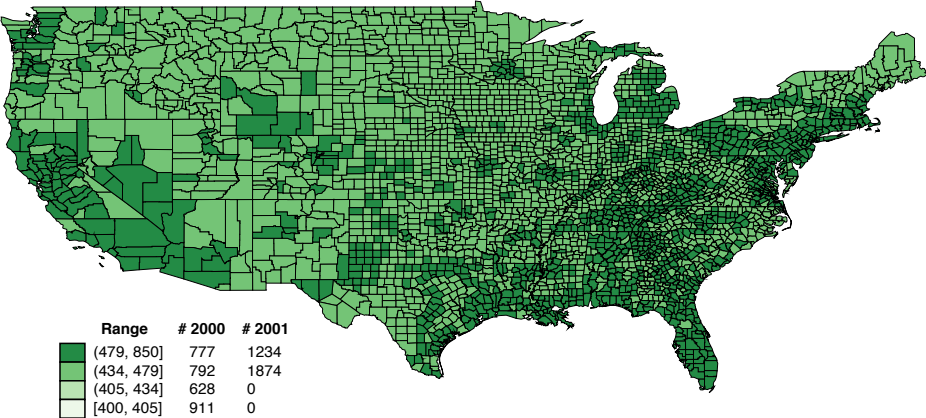 Range # 2000 # 2001
(479, 850] 777 1234
(434, 479] 792 1874
(405, 434] 628 0
[400, 405] 911 0